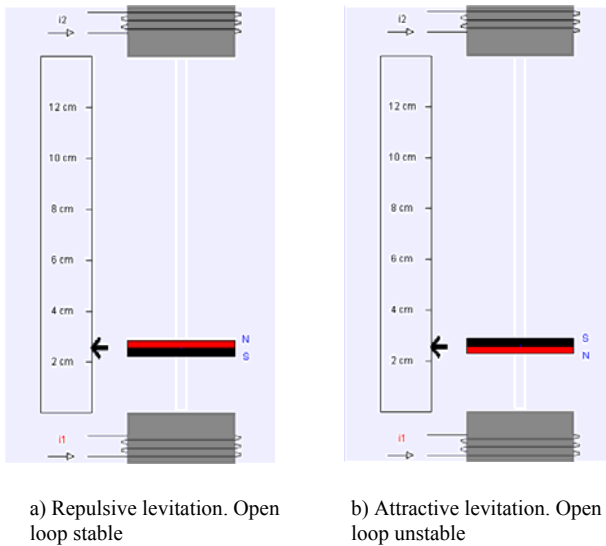 i2
12 cm
10 cm
8 cm
6 cm
4 cm
2 cm
N
S
i1
i2
12 cm
10 cm
8 cm
6 cm
4 cm
2 cm
S
N
i1
a) Repulsive levitation. Open
loop stable
b) Attractive levitation. Open
loop unstable